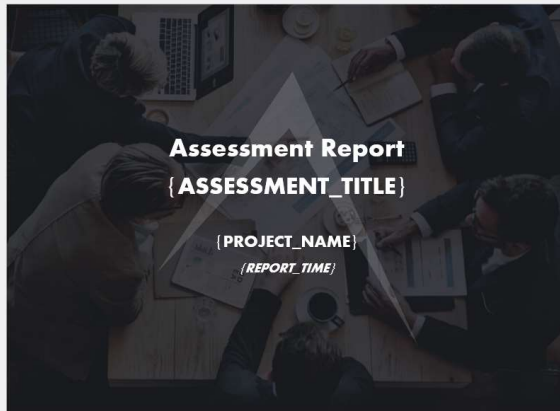 Assessment Report
{ASSESSMENT_TITLE}
{PROJECT_NAME}
{REPORT_TIME}